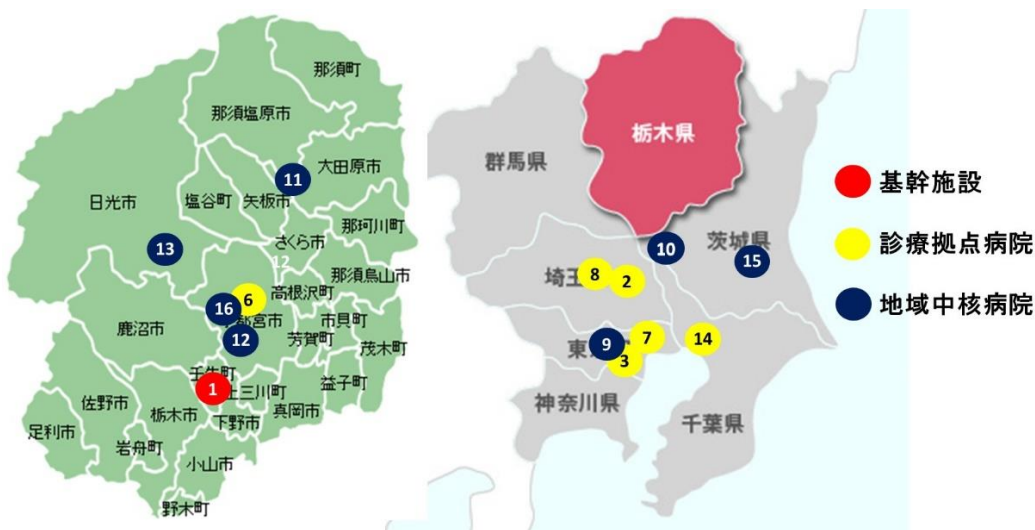 那須町
那須塩原市
大田原市
11
日光市
塩谷町
矢板市
那珂川町
13
さくら市
12
那須烏山市
高根沢町
6
16
宮市
市貝町
鹿沼市
12
芳賀町
茂木町
壬生町
1
上三川町
益子町
佐野市
栃木市
真岡市
足利市
下野市
岩舟町
小山市
野木町
栃木県
群馬県
茨城県
10
15
8
2
埼玉
7
14
9
東
3
神奈川県
千葉県
基幹施設
診療拠点病院
地域中核病院